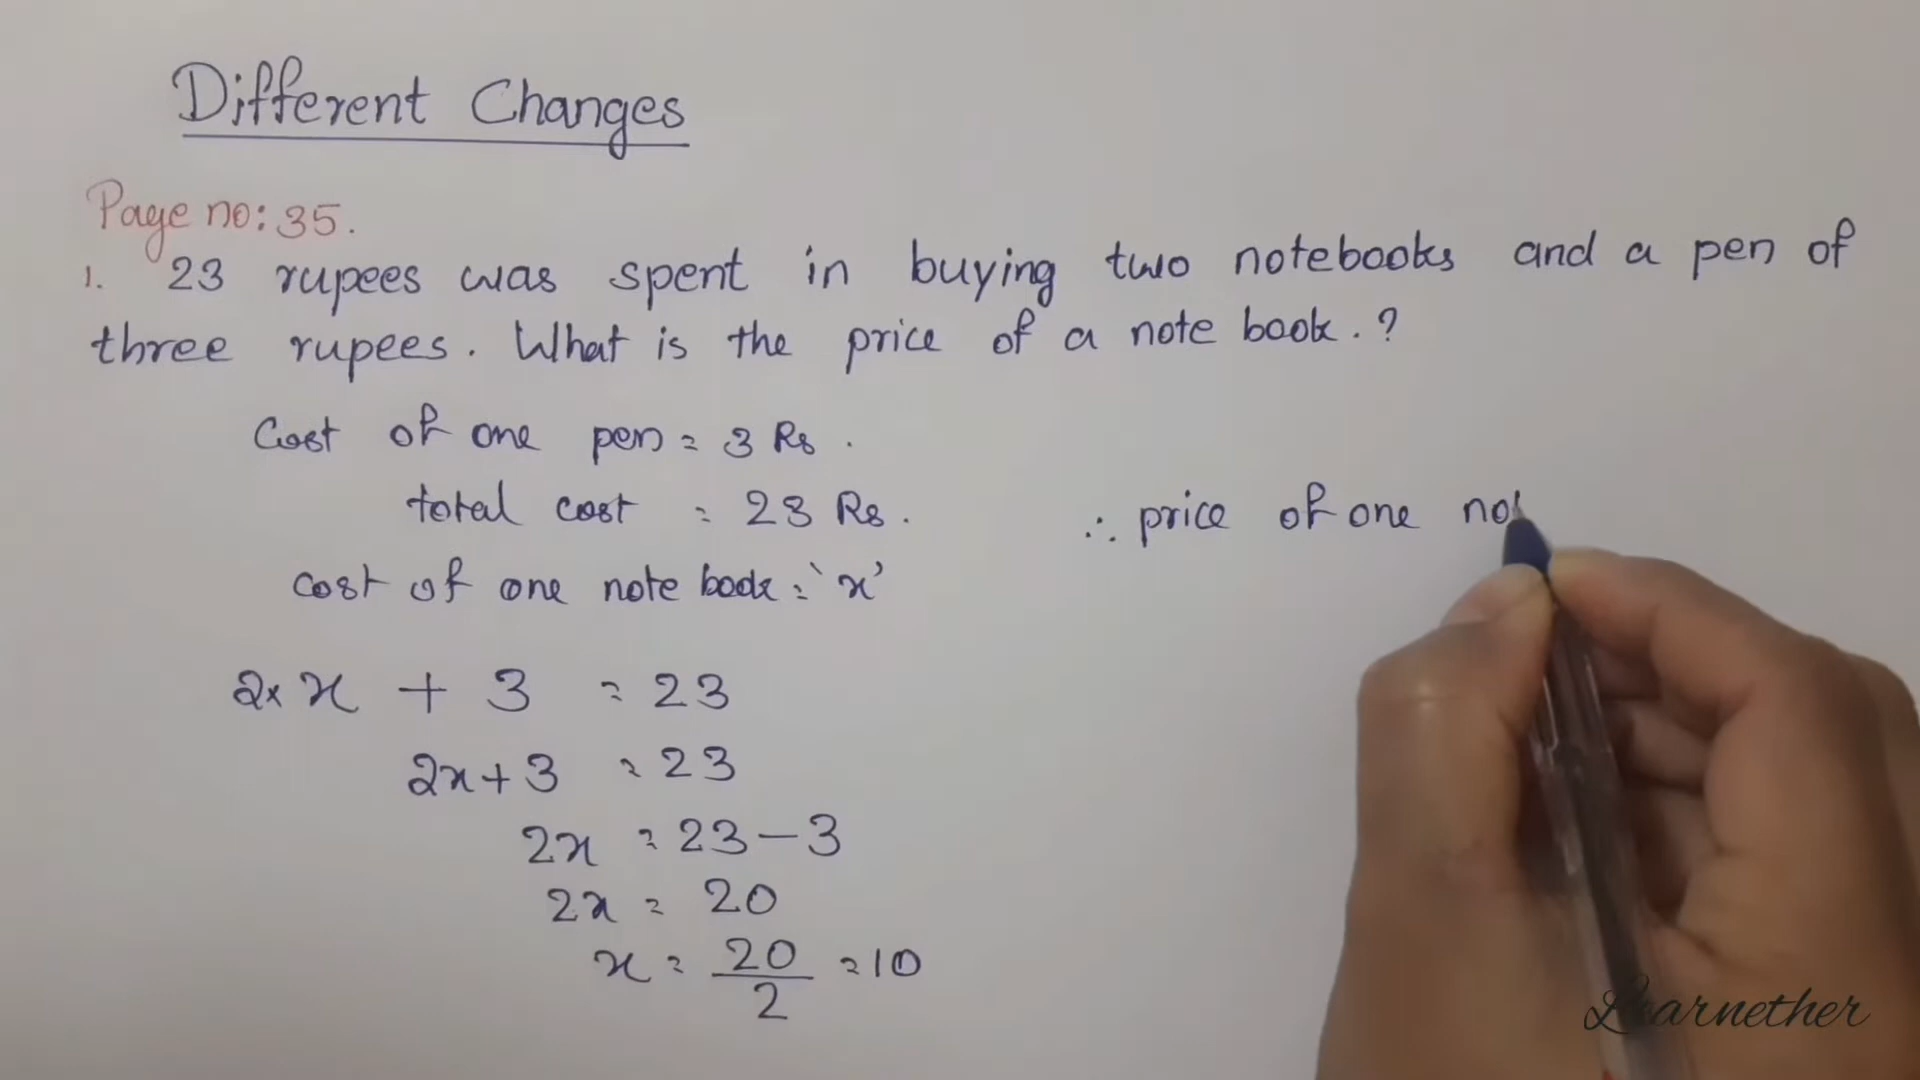 Different Changes
Page no: 35.
1. 23 rupees was spent in buying two notebooks and a pen of
three rupees. What is the price of a note book.?
Cost of one pen = 3 Rs.
total cost = 23 Rs.
cost of one note book = 'x'
2 × x + 3 = 23
2x + 3 = 23
2x = 23 - 3
2x = 20
x = 20/2 = 10
∴ price of one not
Learnether